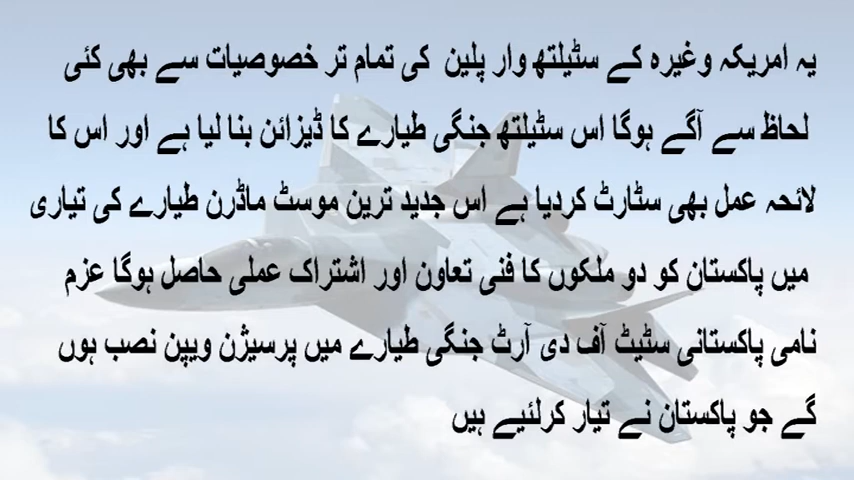 یہ امریکہ وغیرہ کے سٹیلتھ وار پلین کی تمام تر خصوصیات سے بھی کئی
لحاظ سے آگے ہوگا اس سٹیلتھ جنگی طیارے کا ڈیزائن بنا لیا ہے اور اس کا
لائحہ عمل بھی سٹارٹ کردیا ہے اس جدید ترین موسٹ ماڈرن طیارے کی تیاری
میں پاکستان کو دو ملکوں کا فنی تعاون اور اشتراک عملی حاصل ہوگا عزم
نامی پاکستانی سٹیٹ آف دی آرٹ جنگی طیارے میں پرسیژن ویپن نصب ہوں
گے جو پاکستان نے تیار کرلئیے ہیں